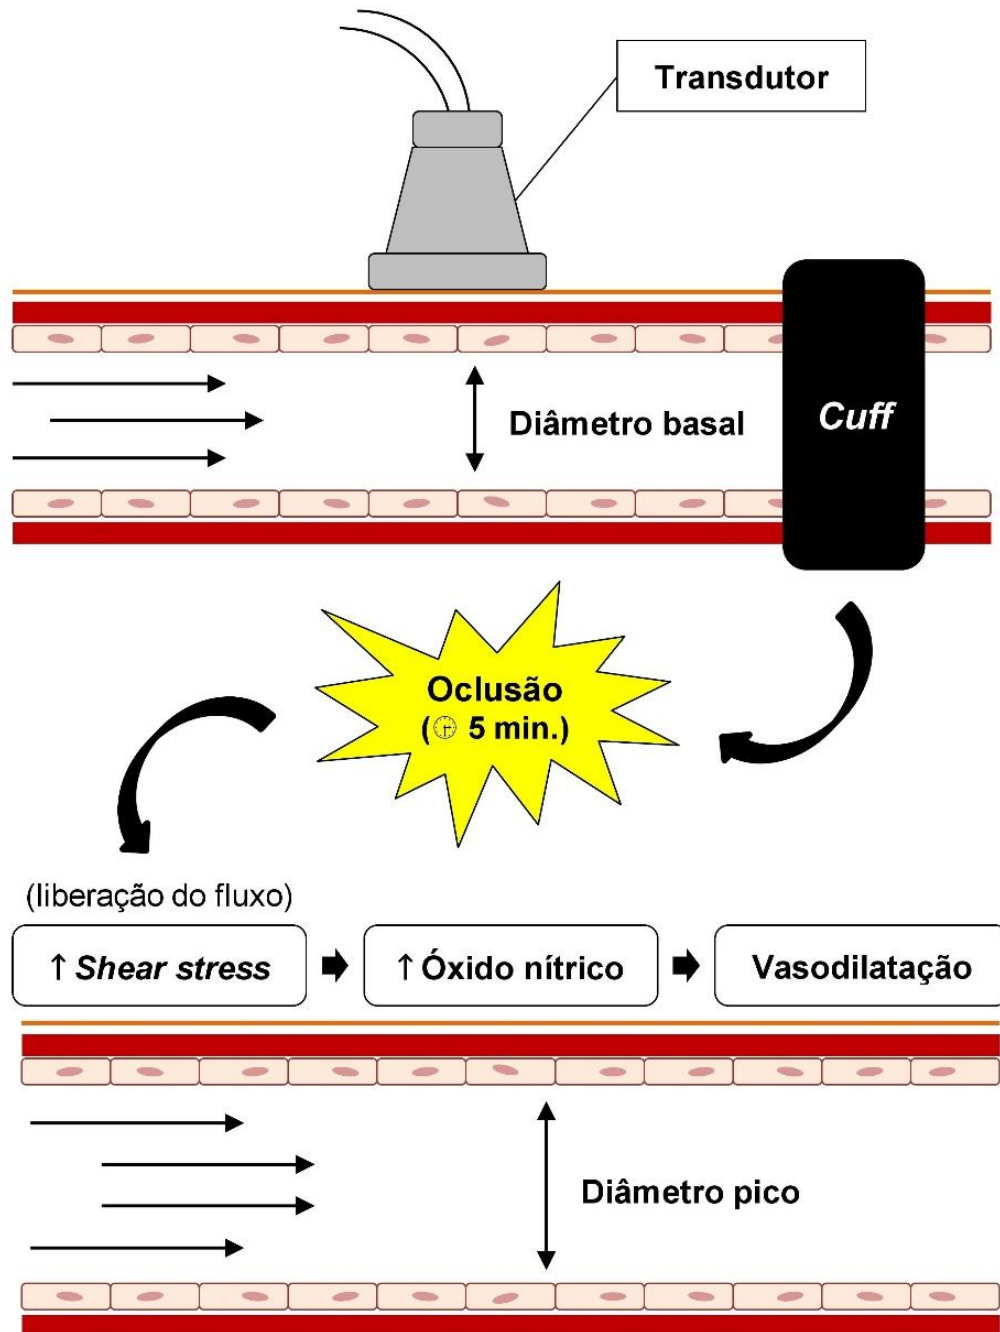 Transdutor
Diâmetro basal
Cuff
Oclusão
(🕒 5 min.)
(liberação do fluxo)
↑ Shear stress
↑ Óxido nítrico
Vasodilatação
Diâmetro pico